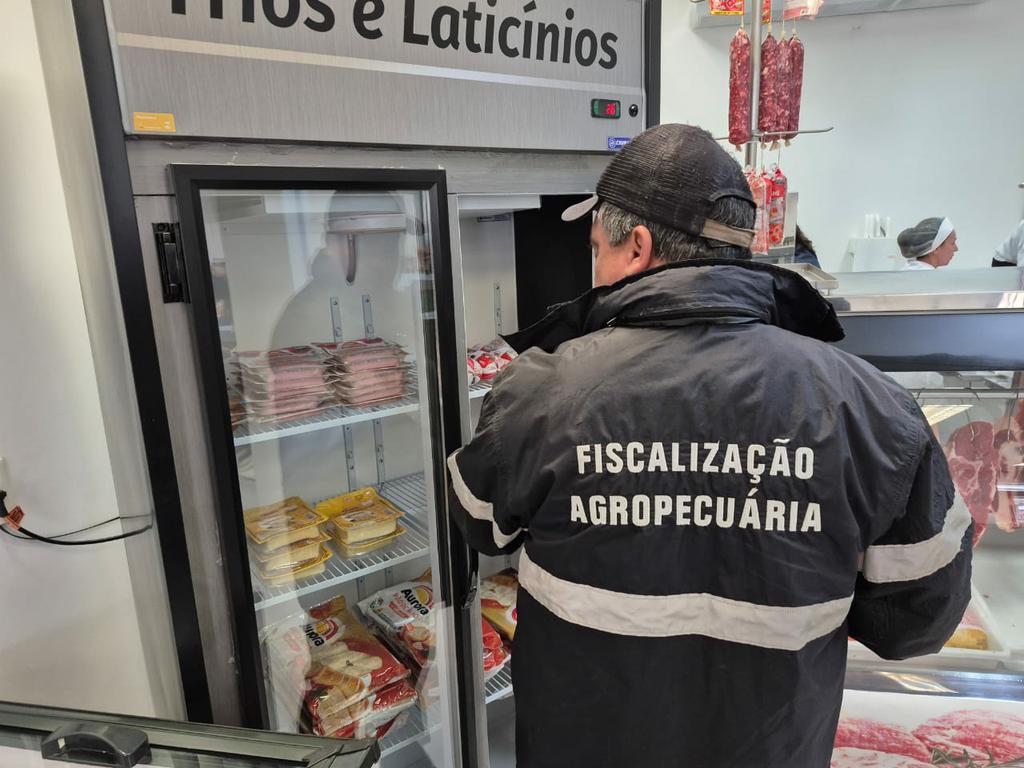 Frios e Laticínios
FISCALIZAÇÃO
AGROPECUÁRIA
Aurora
Aurora